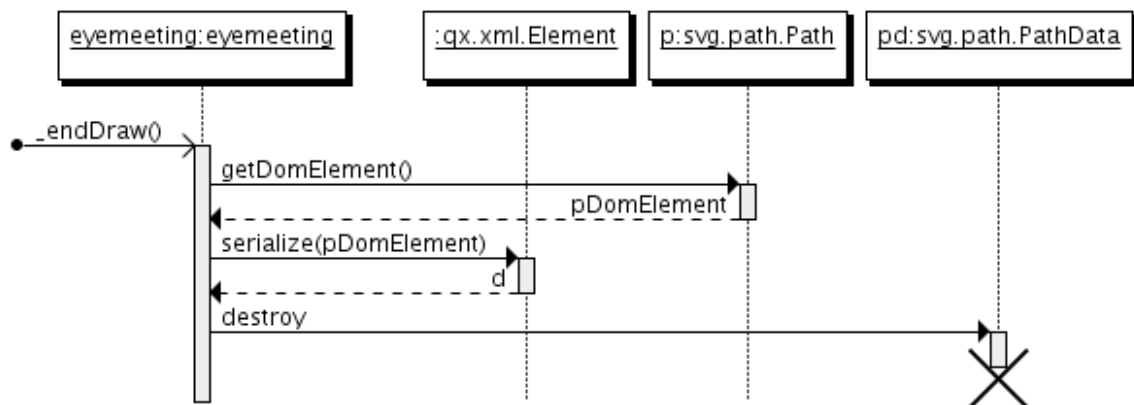 eyemeeting:eyemeeting
:qx.xml.Element
p:svg.path.Path
pd:svg.path.PathData
_endDraw()
getDomElement()
pDomElement
serialize(pDomElement)
d
destroy